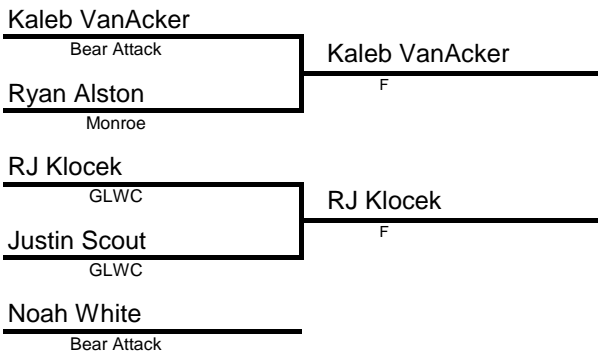 Kaleb VanAcker
Bear Attack
Kaleb VanAcker
F
Ryan Alston
Monroe
RJ Klocek
GLWC
RJ Klocek
F
Justin Scout
GLWC
Noah White
Bear Attack